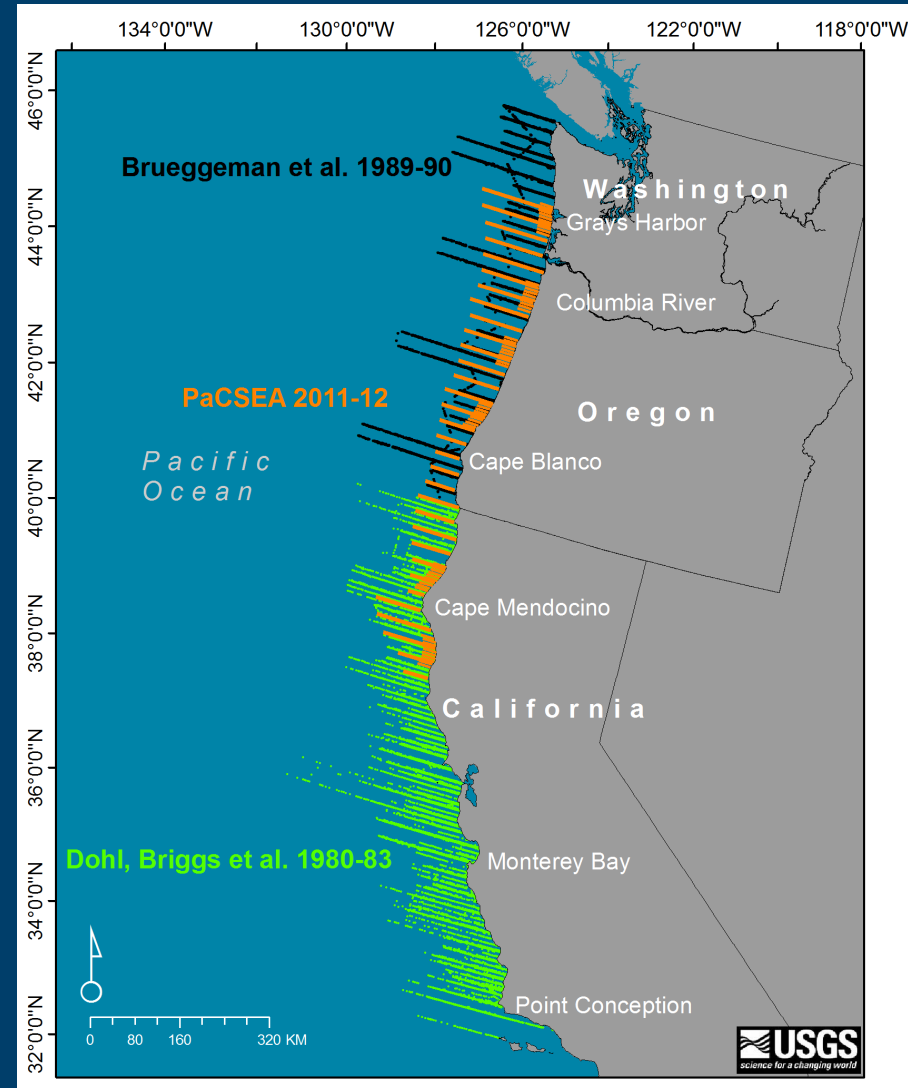 134°0'0"W 130°0'0"W 126°0'0"W 122°0'0"W 118°0'0"W
46°0'0"N
Brueggeman et al. 1989-90
Washington
44°0'0"N
Grays Harbor
Columbia River
42°0'0"N
PaCSEA 2011-12
Oregon
Pacific
Ocean
Cape Blanco
40°0'0"N
Cape Mendocino
38°0'0"N
California
36°0'0"N
Dohl, Briggs et al. 1980-83
Monterey Bay
34°0'0"N
Point Conception
32°0'0"N
0 80 160 320 KM
USGS
science for a changing world